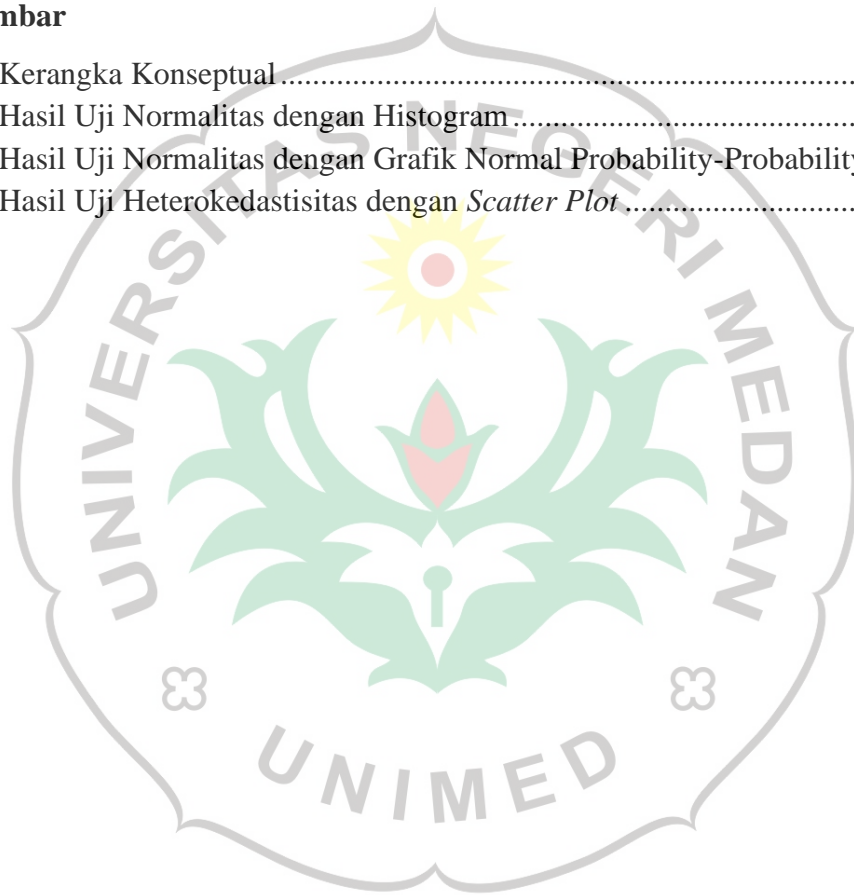 mbar
Kerangka Konseptual
Hasil Uji Normalitas dengan Histogram
Hasil Uji Normalitas dengan Grafik Normal Probability-Probability
Hasil Uji Heterokedastisitas dengan Scatter Plot
UNIVERSITAS NEGERI MEDAN
UNIMED